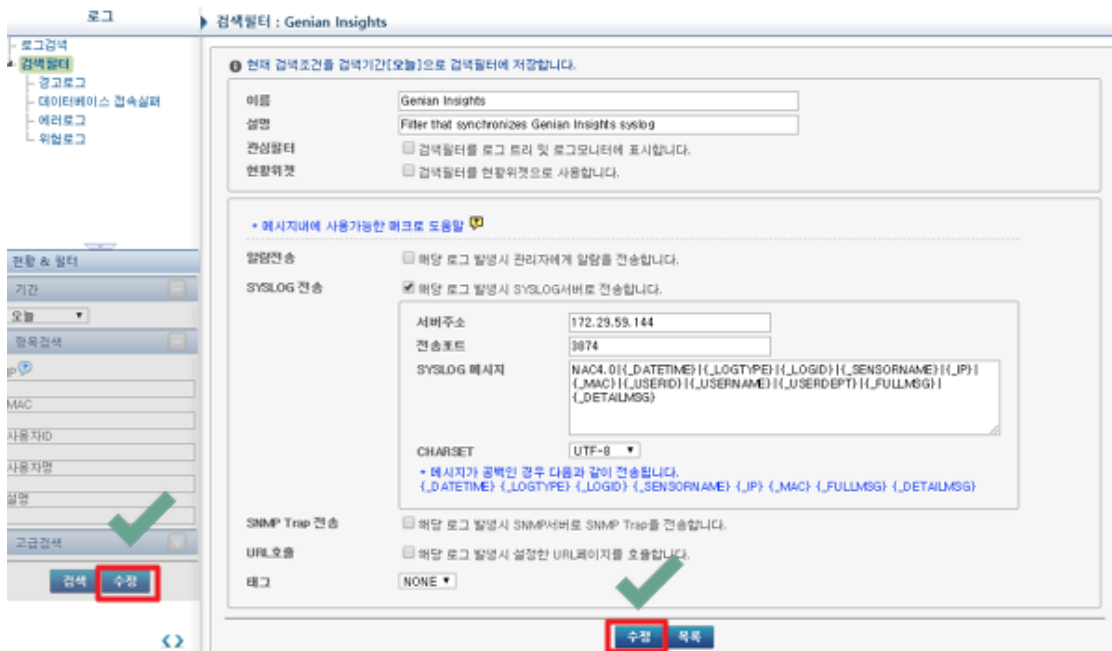 로그
로그검색
검색필터
경고로그
데이터베이스 접속실패
에러로그
위험로그
현황 & 필터
기간
오늘
항목검색
IP
MAC
사용자ID
사용자명
설명
고급검색
검색 수정
검색필터 : Genian Insights
현재 검색조건을 검색기간[오늘]으로 검색필터에 저장합니다.
이름 Genian Insights
설명 Filter that synchronizes Genian Insights syslog
관심필터 검색필터를 로그 트리 및 로그모니터에 표시합니다.
현황위젯 검색필터를 현황위젯으로 사용합니다.
* 메시지내에 사용가능한 매크로 도움말
알람전송 해당 로그 발생시 관리자에게 알람을 전송합니다.
SYSLOG 전송 해당 로그 발생시 SYSLOG서버로 전송합니다.
서버주소 172.29.59.144
전송포트 3874
SYSLOG 메시지 NAC4.0|{_DATETIME}|{_LOGTYPE}|{_LOGID}|{_SENSORNAME}|{_IP}|
{_MAC}|{_USERID}|{_USERNAME}|{_USERDEPT}|{_FULLMSG}|
{_DETAILMSG}
CHARSET UTF-8
* 메시지가 공백인 경우 다음과 같이 전송됩니다.
{_DATETIME} {_LOGTYPE} {_LOGID} {_SENSORNAME} {_IP} {_MAC} {_FULLMSG} {_DETAILMSG}
SNMP Trap 전송 해당 로그 발생시 SNMP서버로 SNMP Trap을 전송합니다.
URL호출 해당 로그 발생시 설정한 URL페이지를 호출합니다.
태그 NONE
수정 목록